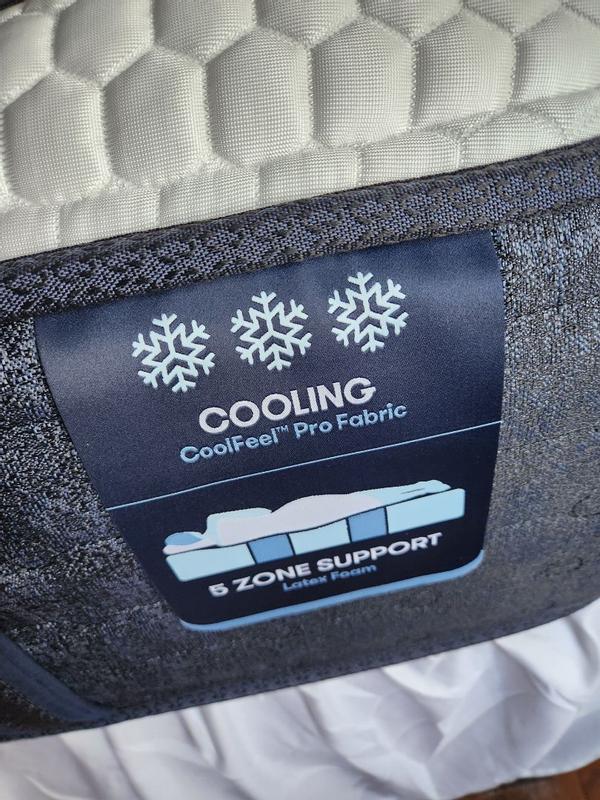 COOLING
CoolFeel™ Pro Fabric
5 ZONE SUPPORT
Latex Foam